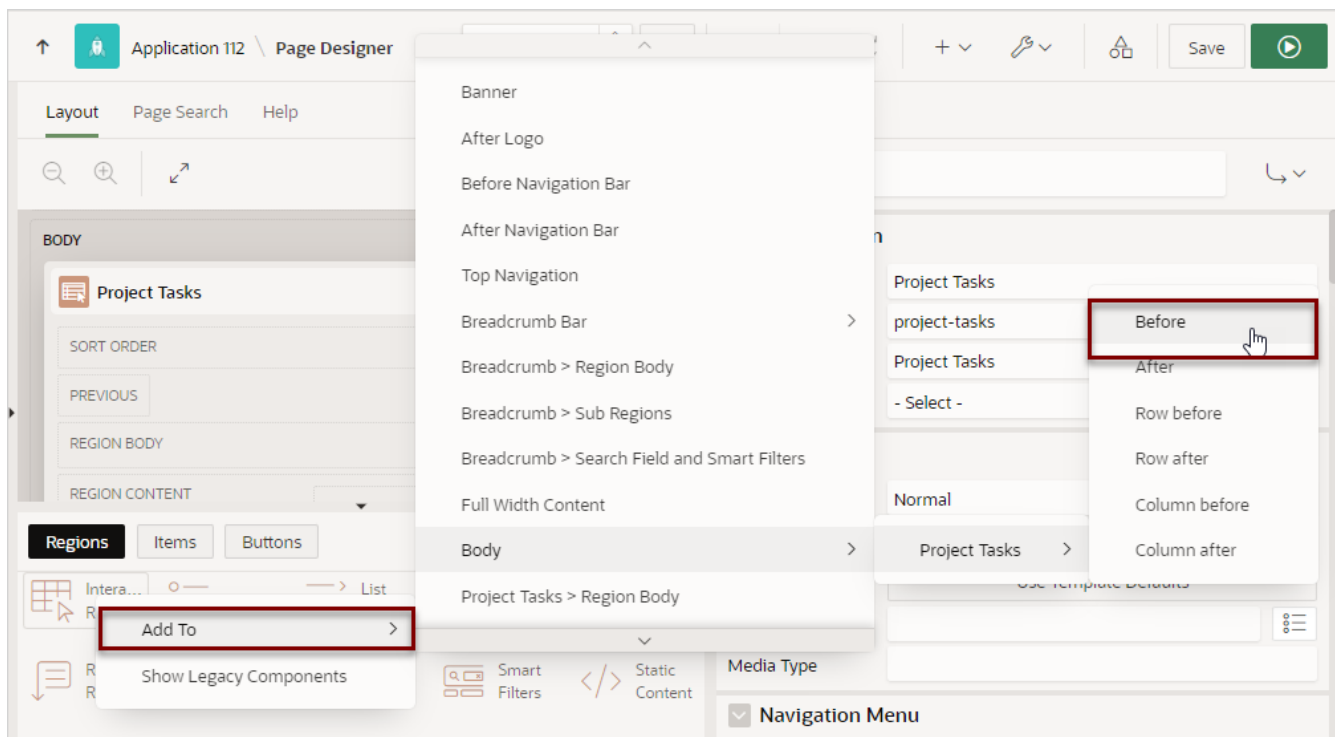 Application 112 \ Page Designer
Save
Layout Page Search Help
BODY
Project Tasks
SORT ORDER
PREVIOUS
REGION BODY
REGION CONTENT
Regions Items Buttons
Intera...
List
Add To
Show Legacy Components
Smart
Filters
Static
Content
Banner
After Logo
Before Navigation Bar
After Navigation Bar
Top Navigation
Breadcrumb Bar
Breadcrumb > Region Body
Breadcrumb > Sub Regions
Breadcrumb > Search Field and Smart Filters
Full Width Content
Body
Project Tasks > Region Body
Project Tasks
project-tasks
Project Tasks
- Select -
Normal
Project Tasks
Before
After
Row before
Row after
Column before
Column after
Use Template Defaults
Media Type
Navigation Menu